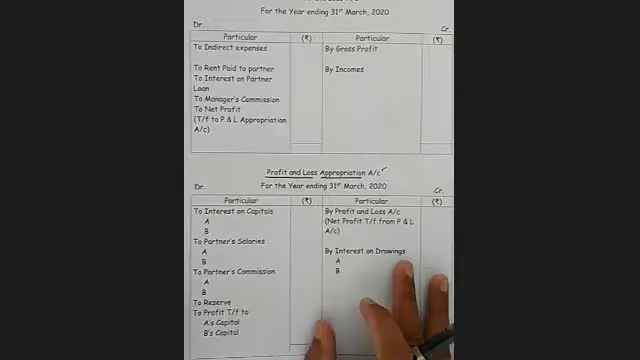 For the Year ending 31st March, 2020
Dr.
Cr.
Particular (₹) Particular (₹)
To Indirect expenses By Gross Profit
To Rent Paid to partner By Incomes
To Interest on Partner
Loan
To Manager's Commission
To Net Profit
(T/f to P & L Appropriation
A/c)
Profit and Loss Appropriation A/c
For the Year ending 31st March, 2020
Dr.
Cr.
Particular (₹) Particular (₹)
To Interest on Capitals By Profit and Loss A/c
A (Net Profit T/f from P & L
B A/c)
To Partner's Salaries By Interest on Drawings
A A
B B
To Partner's Commission
A
B
To Reserve
To Profit T/f to
A's Capital
B's Capital